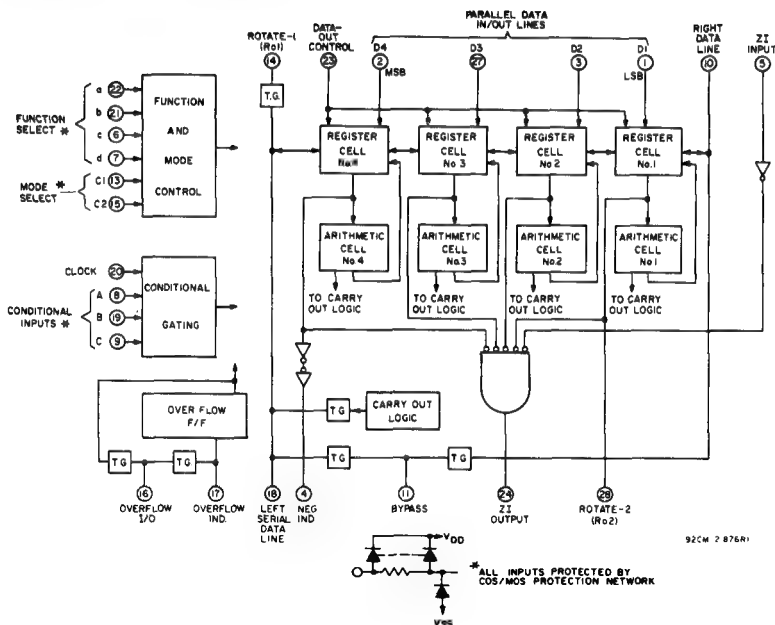 PARALLEL DATA
IN/OUT LINES
ROTATE-1
(Ro1)
14
DATA-
OUT
CONTROL
23
D4
2
MSB
D3
27
D2
3
D1
1
LSB
RIGHT
DATA
LINE
10
ZI
INPUT
5
T.G.
FUNCTION
SELECT *
a 22
b 21
c 6
d 7
MODE *
SELECT
C1 13
C2 15
FUNCTION
AND
MODE
CONTROL
REGISTER
CELL
REGISTER
CELL
No.3
REGISTER
CELL
No.2
REGISTER
CELL
No.1
ARITHMETIC
CELL
No.4
ARITHMETIC
CELL
No.3
ARITHMETIC
CELL
No.2
ARITHMETIC
CELL
No.1
TO CARRY
OUT LOGIC
TO CARRY
OUT LOGIC
TO CARRY
OUT LOGIC
TO CARRY
OUT LOGIC
CLOCK 20
CONDITIONAL
INPUTS *
A 8
B 19
C 9
CONDITIONAL
GATING
OVER FLOW
F/F
TG
TG
16
OVERFLOW
I/O
17
OVERFLOW
IND.
TG
CARRY OUT
LOGIC
TG
TG
18
LEFT
SERIAL
DATA
LINE
4
NEG
IND
11
BYPASS
24
ZI
OUTPUT
28
ROTATE-2
(Ro2)
92CM 2 876R1
VDD
*ALL INPUTS PROTECTED BY
COS/MOS PROTECTION NETWORK